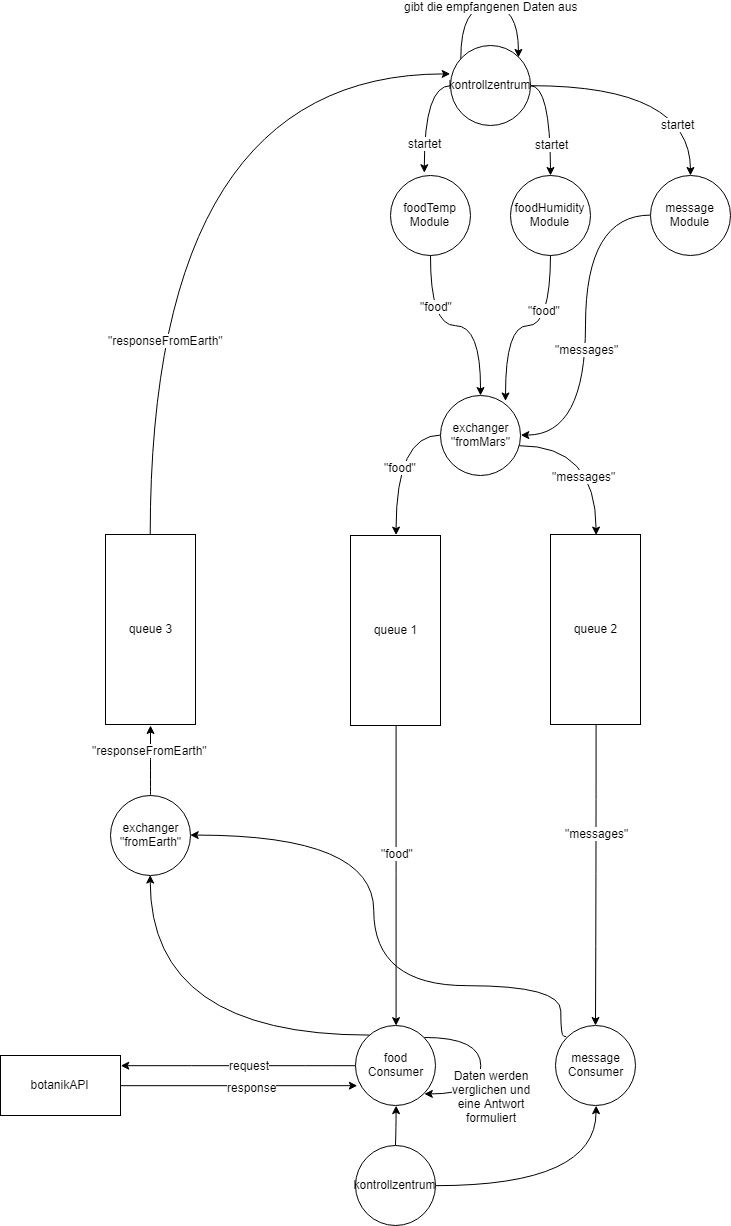 gibt die empfangenen Daten aus
kontrollzentrum
startet
startet
startet
foodTemp
Module
foodHumidity
Module
message
Module
"food"
"food"
"responseFromEarth"
"messages"
exchanger
"fromMars"
"food"
"messages"
queue 3
queue 1
queue 2
"responseFromEarth"
exchanger
"fromEarth"
"food"
"messages"
food
Consumer
message
Consumer
request
botanikAPI
response
Daten werden
verglichen und
eine Antwort
formuliert
kontrollzentrum